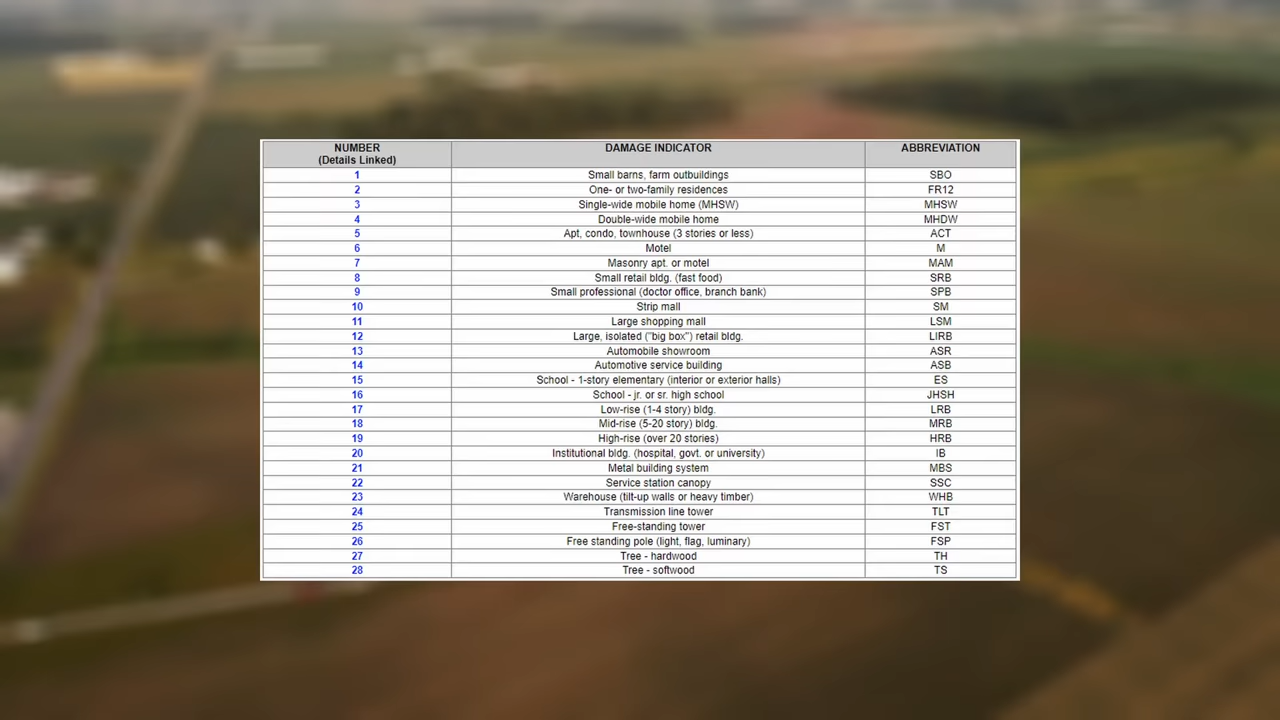 NUMBER DAMAGE INDICATOR ABBREVIATION
(Details Linked)
1 Small barns, farm outbuildings SBO
2 One- or two-family residences FR12
3 Single-wide mobile home (MHSW) MHSW
4 Double-wide mobile home MHDW
5 Apt, condo, townhouse (3 stories or less) ACT
6 Motel M
7 Masonry apt. or motel MAM
8 Small retail bldg. (fast food) SRB
9 Small professional (doctor office, branch bank) SPB
10 Strip mall SM
11 Large shopping mall LSM
12 Large, isolated ("big box") retail bldg. LIRB
13 Automobile showroom ASR
14 Automotive service building ASB
15 School - 1-story elementary (interior or exterior halls) ES
16 School - jr. or sr. high school JHSH
17 Low-rise (1-4 story) bldg. LRB
18 Mid-rise (5-20 story) bldg. MRB
19 High-rise (over 20 stories) HRB
20 Institutional bldg. (hospital, govt. or university) IB
21 Metal building system MBS
22 Service station canopy SSC
23 Warehouse (tilt-up walls or heavy timber) WHB
24 Transmission line tower TLT
25 Free-standing tower FST
26 Free standing pole (light, flag, luminary) FSP
27 Tree - hardwood TH
28 Tree - softwood TS